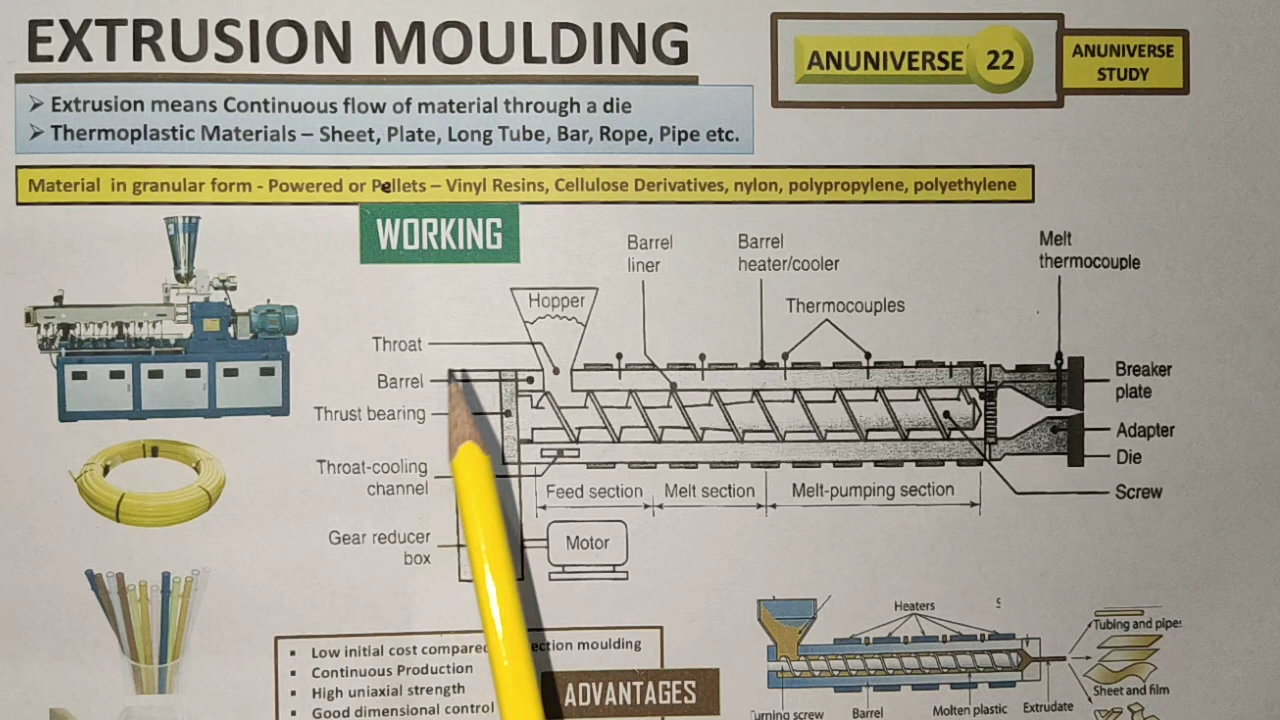 EXTRUSION MOULDING
ANUNIVERSE 22
ANUNIVERSE
STUDY
➢ Extrusion means Continuous flow of material through a die
➢ Thermoplastic Materials – Sheet, Plate, Long Tube, Bar, Rope, Pipe etc.
Material in granular form - Powered or Pellets – Vinyl Resins, Cellulose Derivatives, nylon, polypropylene, polyethylene
WORKING
Barrel
liner
Barrel
heater/cooler
Melt
thermocouple
Hopper
Thermocouples
Throat
Barrel
Thrust bearing
Throat-cooling
channel
Gear reducer
box
Breaker
plate
Adapter
Die
Screw
Feed section
Melt section
Melt-pumping section
Motor
▪ Low initial cost compared
ection moulding
▪ Continuous Production
▪ High uniaxial strength
▪ Good dimensional control
ADVANTAGES
Heaters
S
Tubing and pipes
Sheet and film
Turning screw
Barrel
Molten plastic
Extrudate